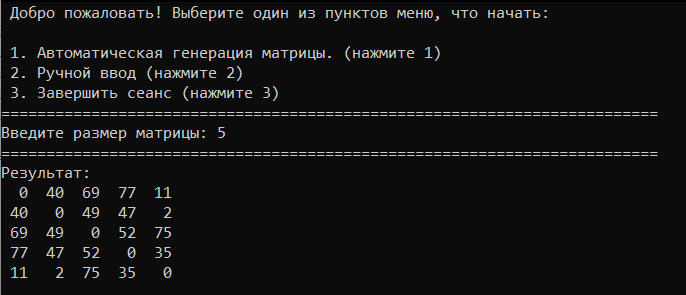 Добро пожаловать! Выберите один из пунктов меню, что начать:
1. Автоматическая генерация матрицы. (нажмите 1)
2. Ручной ввод (нажмите 2)
3. Завершить сеанс (нажмите 3)
=========================================================================
Введите размер матрицы: 5
=========================================================================
Результат:
0 40 69 77 11
40 0 49 47 2
69 49 0 52 75
77 47 52 0 35
11 2 75 35 0